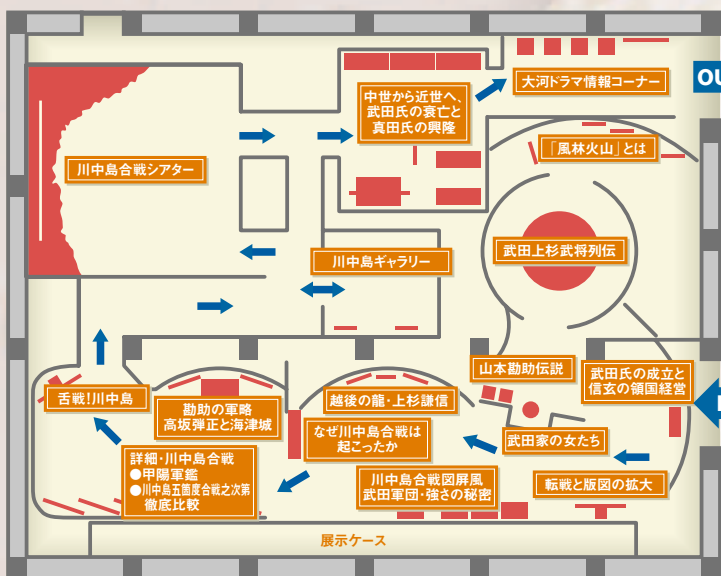 中世から近世へ、
武田氏の衰亡と
真田氏の興隆
大河ドラマ情報コーナー
OU
「風林火山」とは
川中島合戦シアター
武田上杉武将列伝
川中島ギャラリー
山本勘助伝説
武田氏の成立と
信玄の領国経営
舌戦!川中島
勘助の軍略
高坂弾正と海津城
越後の龍・上杉謙信
なぜ川中島合戦は
起こったか
武田家の女たち
詳細・川中島合戦
●甲陽軍鑑
●川中島五箇度合戦之次第
徹底比較
川中島合戦図屏風
武田軍団・強さの秘密
転戦と版図の拡大
展示ケース